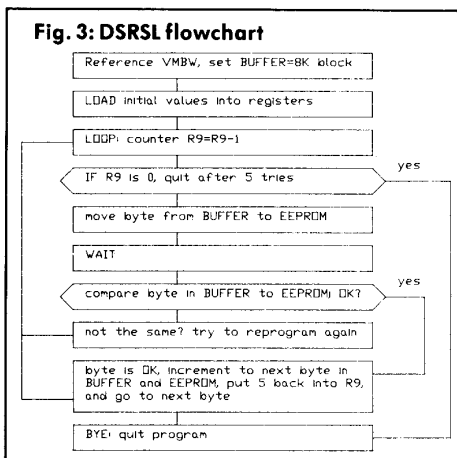 Fig. 3: DSRSL flowchart
Reference VMBW, set BUFFER=8K block
LOAD initial values into registers
LOOP: counter R9=R9-1
yes
IF R9 is 0, quit after 5 tries
move byte from BUFFER to EEPROM
WAIT
yes
compare byte in BUFFER to EEPROM; OK?
not the same? try to reprogram again
byte is OK, increment to next byte in
BUFFER and EEPROM, put 5 back into R9,
and go to next byte
BYE: quit program